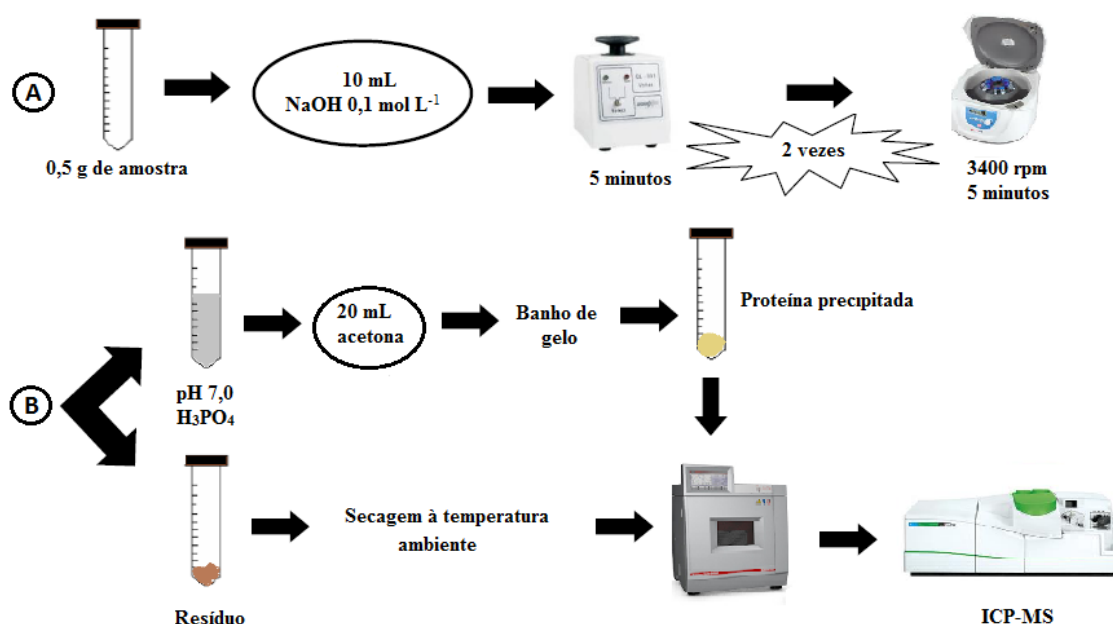 A
0,5 g de amostra
10 mL
NaOH 0,1 mol L⁻¹
5 minutos
2 vezes
3400 rpm
5 minutos
B
pH 7,0
H₃PO₄
20 mL
acetona
Banho de
gelo
Proteína precipitada
Resíduo
Secagem à temperatura
ambiente
ICP-MS